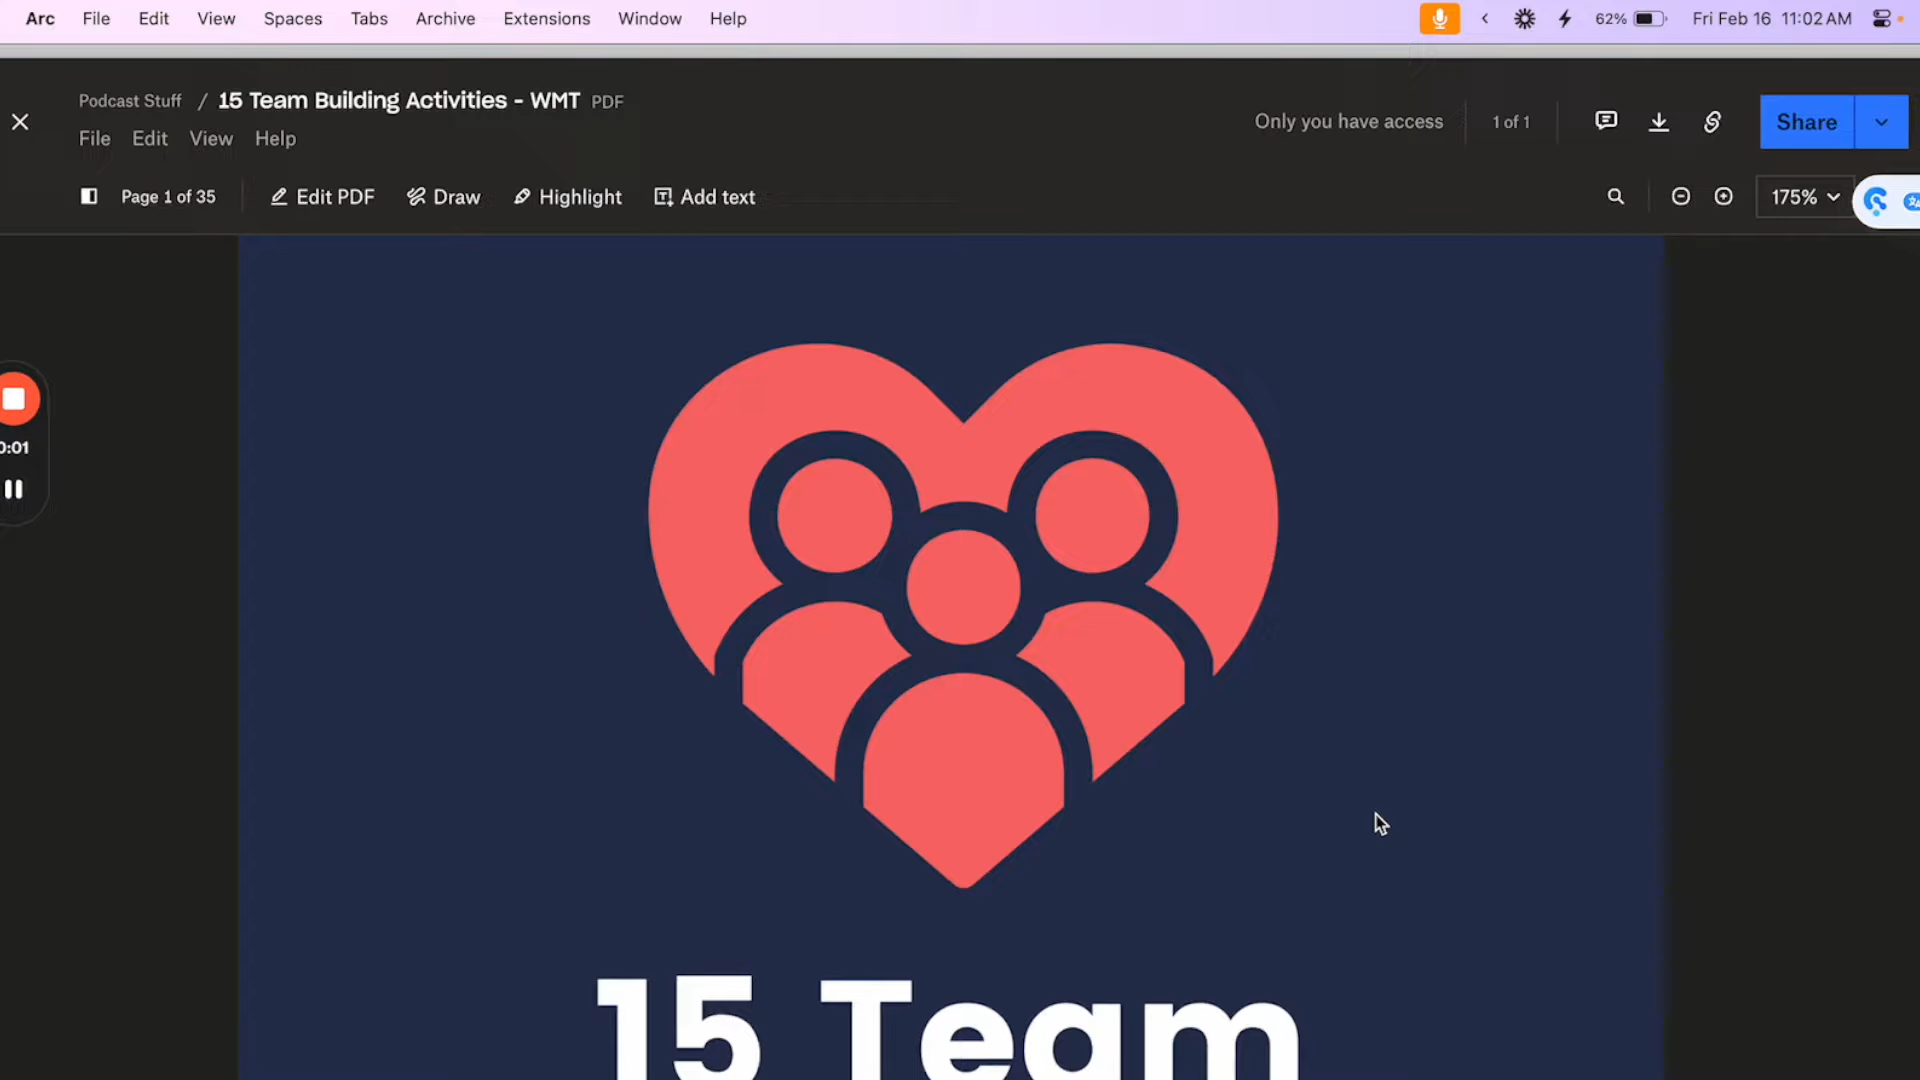 Arc File Edit View Spaces Tabs Archive Extensions Window Help 62% Fri Feb 16 11:02 AM
Podcast Stuff / 15 Team Building Activities - WMT PDF
File Edit View Help
Only you have access 1 of 1 Share
Page 1 of 35 Edit PDF Draw Highlight Add text 175%
0:01
15 Team